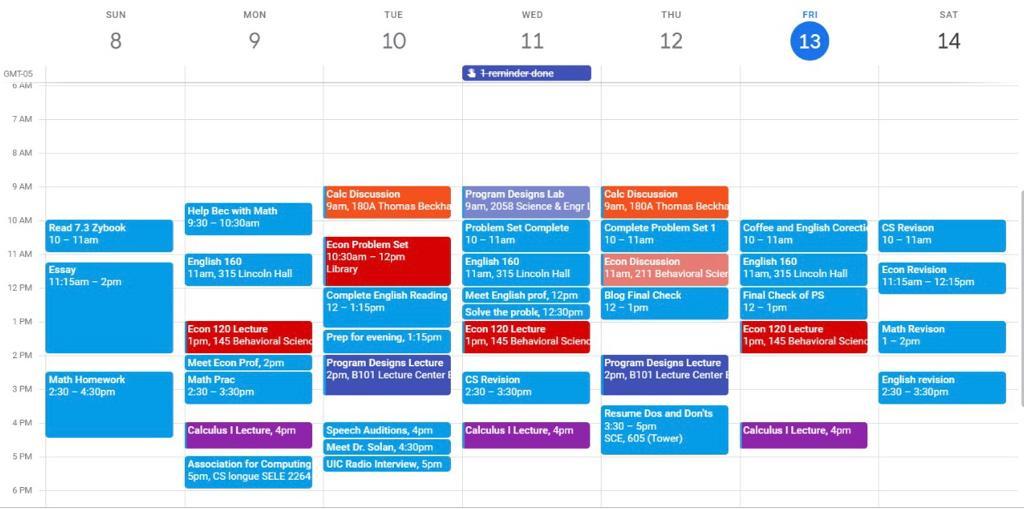 SUN
MON
TUE
WED
THU
FRI
SAT
8
9
10
11
12
13
14
GMT-05
1 reminder done
6 AM
7 AM
8 AM
9 AM
10 AM
11 AM
12 PM
1 PM
2 PM
3 PM
4 PM
5 PM
6 PM
Read 7.3 Zybook
10 – 11am
Essay
11:15am – 2pm
Math Homework
2:30 – 4:30pm
Help Bec with Math
9:30 – 10:30am
English 160
11am, 315 Lincoln Hall
Econ 120 Lecture
1pm, 145 Behavioral Scienc
Meet Econ Prof, 2pm
Math Prac
2:30 – 3:30pm
Calculus I Lecture, 4pm
Association for Computing
5pm, CS longue SELE 2264
Calc Discussion
9am, 180A Thomas Beckha
Econ Problem Set
10:30am – 12pm
Library
Complete English Reading
12 – 1:15pm
Prep for evening, 1:15pm
Program Designs Lecture
2pm, B101 Lecture Center
Speech Auditions, 4pm
Meet Dr. Solan, 4:30pm
UIC Radio Interview, 5pm
Program Designs Lab
9am, 2058 Science & Engr
Problem Set Complete
10 – 11am
English 160
11am, 315 Lincoln Hall
Meet English prof, 12pm
Solve the problc, 12:30pm
Econ 120 Lecture
1pm, 145 Behavioral Scienc
CS Revision
2:30 – 3:30pm
Calculus I Lecture, 4pm
Calc Discussion
9am, 180A Thomas Beckha
Complete Problem Set 1
10 – 11am
Econ Discussion
11am, 211 Behavioral Scier
Blog Final Check
12 – 1pm
Program Designs Lecture
2pm, B101 Lecture Center
Resume Dos and Don'ts
3:30 – 5pm
SCE, 605 (Tower)
Coffee and English Corecti
10 – 11am
English 160
11am, 315 Lincoln Hall
Final Check of PS
12 – 1pm
Econ 120 Lecture
1pm, 145 Behavioral Scienc
Calculus I Lecture, 4pm
CS Revison
10 – 11am
Econ Revision
11:15am – 12:15pm
Math Revison
1 – 2pm
English revision
2:30 – 3:30pm